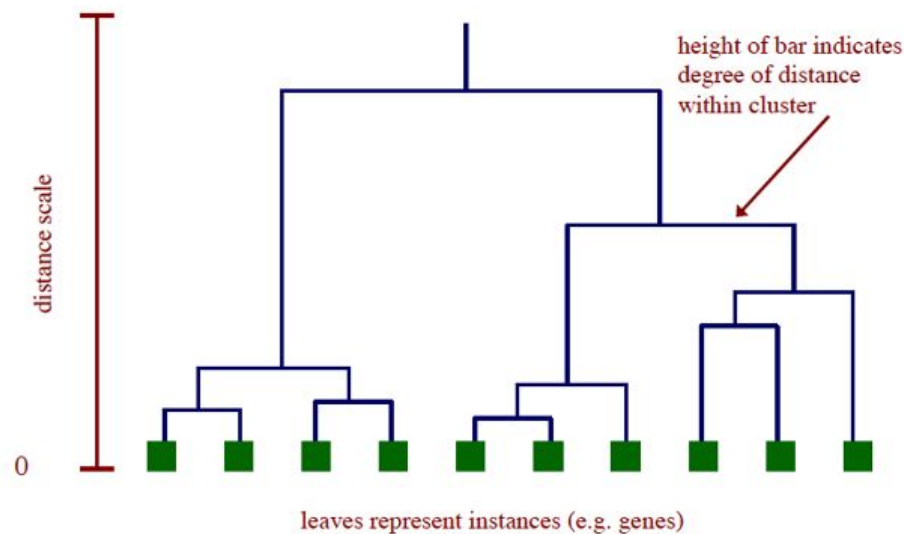 height of bar indicates
degree of distance
within cluster
distance scale
0
leaves represent instances (e.g. genes)